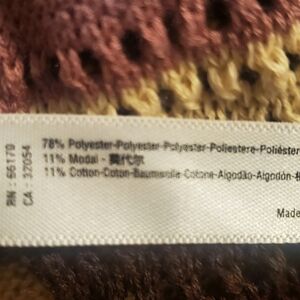 78% Polyester-Polyester-Polyester-Poliestere-Poliéster
11% Modal - 莫代尔
11% Cotton-Coton-Baumwolle-Cotone-Algodão-Algodón-
Made
RN : 66170
CA : 32054